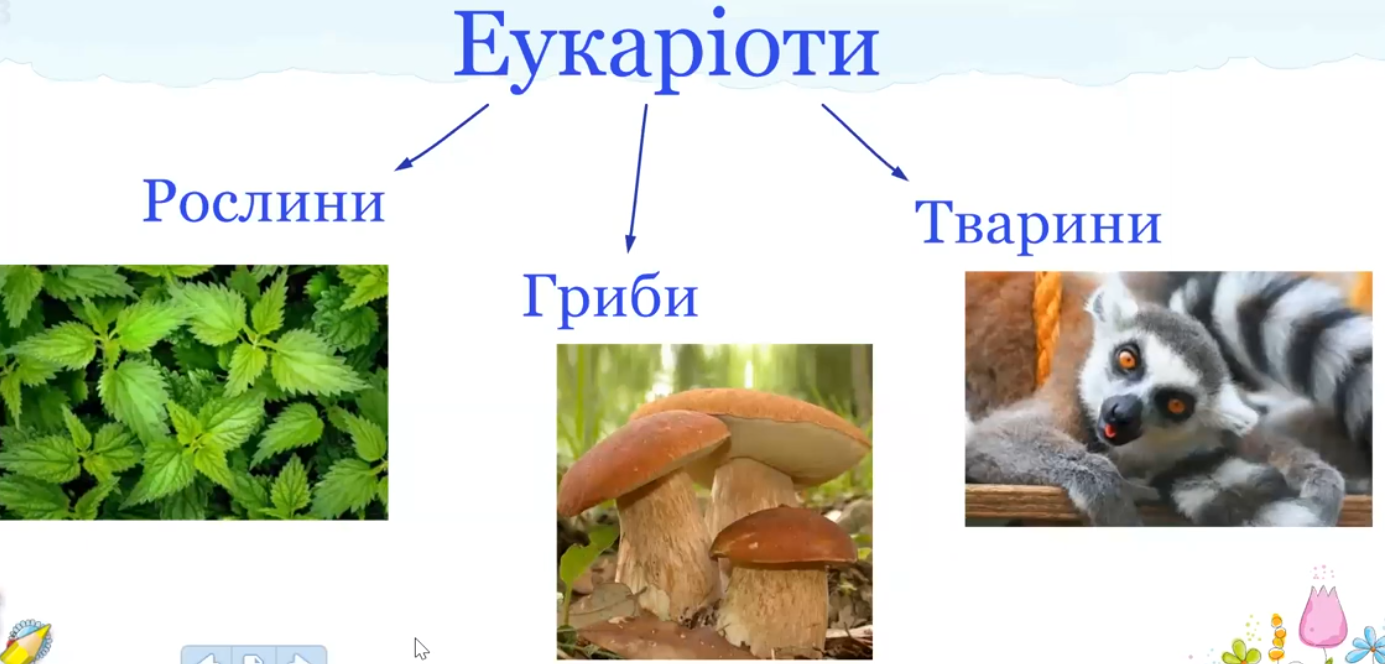 Еукаріоти
Рослини
Гриби
Тварини